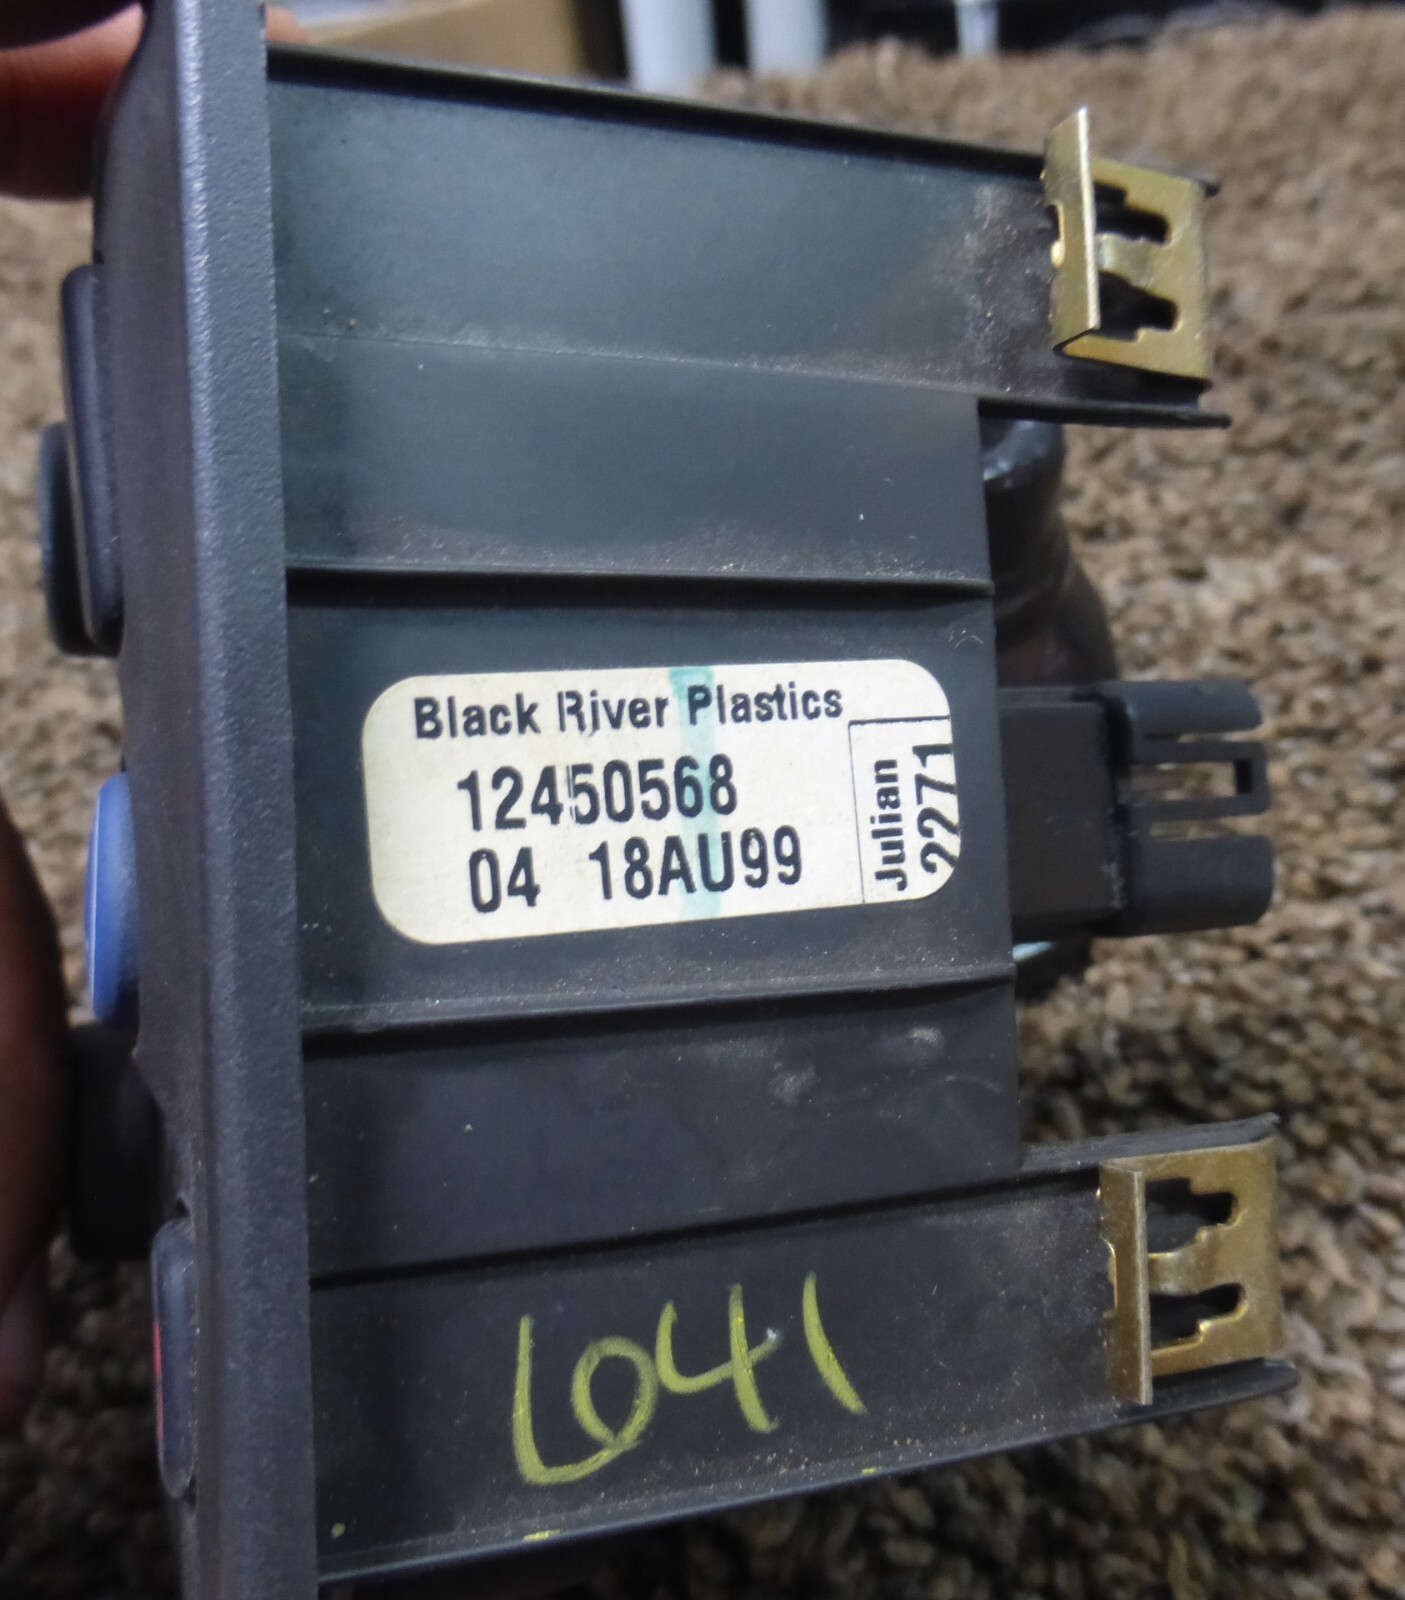 Black River Plastics
12450568
04 18AU99
Julian
2271
641